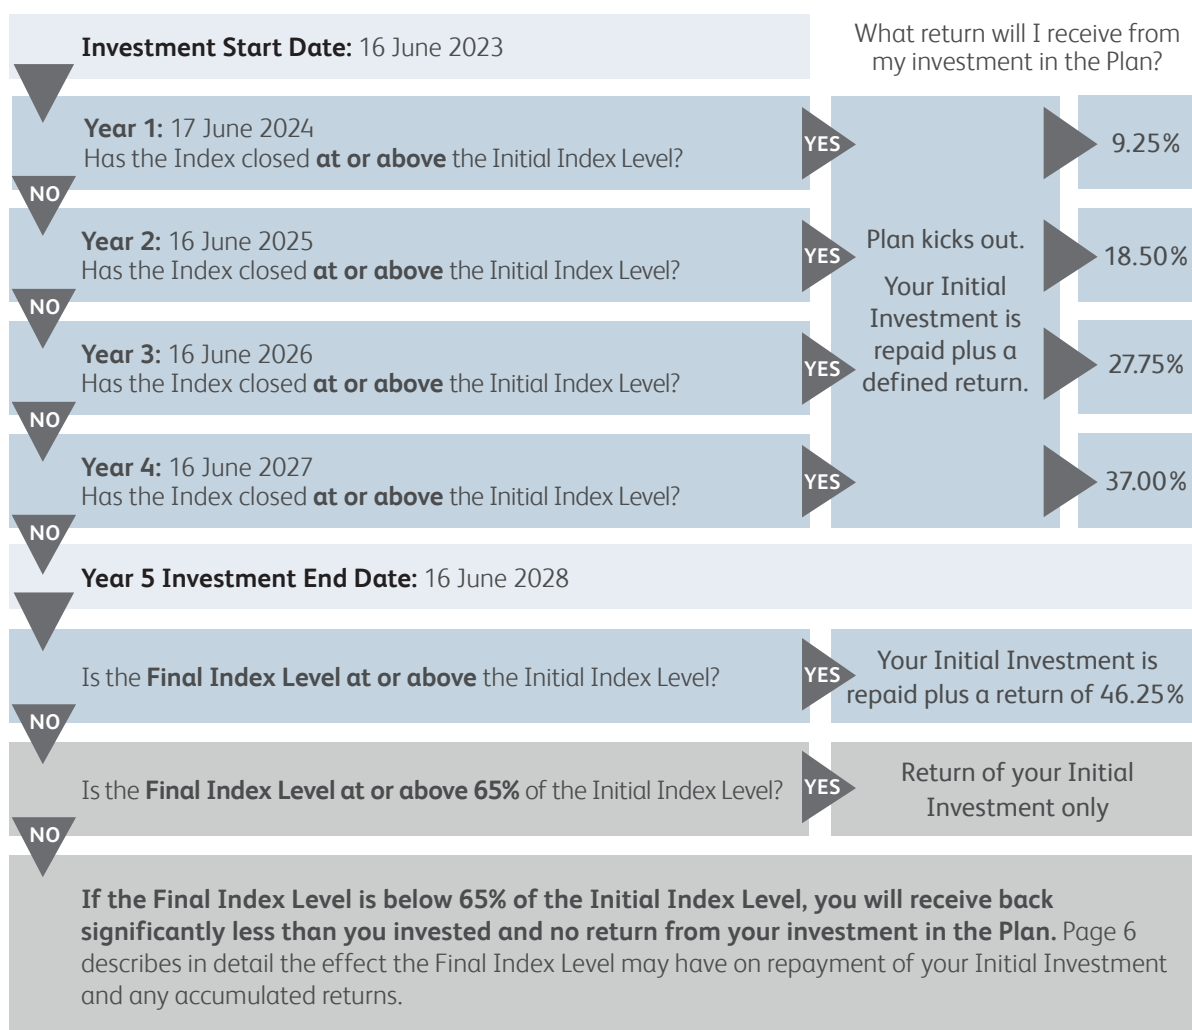 Investment Start Date: 16 June 2023
What return will I receive from
my investment in the Plan?
Year 1: 17 June 2024
Has the Index closed at or above the Initial Index Level?
YES
9.25%
NO
Year 2: 16 June 2025
Has the Index closed at or above the Initial Index Level?
YES
Plan kicks out.
Your Initial
Investment is
repaid plus a
defined return.
18.50%
NO
Year 3: 16 June 2026
Has the Index closed at or above the Initial Index Level?
YES
27.75%
NO
Year 4: 16 June 2027
Has the Index closed at or above the Initial Index Level?
YES
37.00%
NO
Year 5 Investment End Date: 16 June 2028
Is the Final Index Level at or above the Initial Index Level?
YES
Your Initial Investment is
repaid plus a return of 46.25%
NO
Is the Final Index Level at or above 65% of the Initial Index Level?
YES
Return of your Initial
Investment only
NO
If the Final Index Level is below 65% of the Initial Index Level, you will receive back
significantly less than you invested and no return from your investment in the Plan. Page 6
describes in detail the effect the Final Index Level may have on repayment of your Initial Investment
and any accumulated returns.